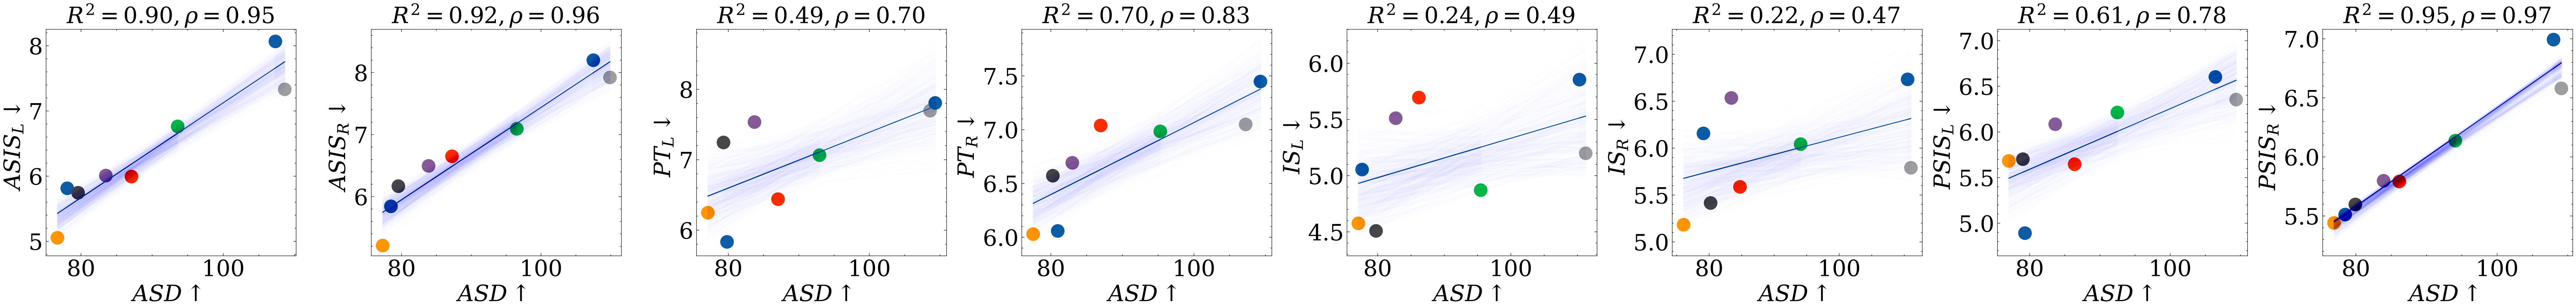 R² = 0.90, ρ = 0.95
ASIS_L ↓
8
7
6
5
80 100
ASD ↑
R² = 0.92, ρ = 0.96
ASIS_R ↓
8
7
6
80 100
ASD ↑
R² = 0.49, ρ = 0.70
PT_L ↓
8
7
6
80 100
ASD ↑
R² = 0.70, ρ = 0.83
PT_R ↓
7.5
7.0
6.5
6.0
80 100
ASD ↑
R² = 0.24, ρ = 0.49
IS_L ↓
6.0
5.5
5.0
4.5
80 100
ASD ↑
R² = 0.22, ρ = 0.47
IS_R ↓
7.0
6.5
6.0
5.5
5.0
80 100
ASD ↑
R² = 0.61, ρ = 0.78
PSIS_L ↓
7.0
6.5
6.0
5.5
5.0
80 100
ASD ↑
R² = 0.95, ρ = 0.97
PSIS_R ↓
7.0
6.5
6.0
5.5
80 100
ASD ↑